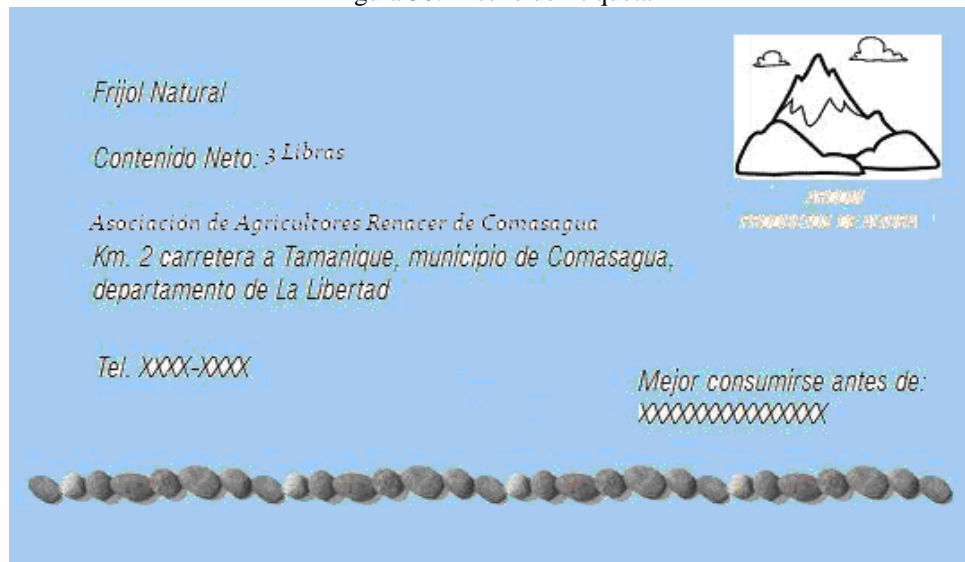 Frijol Natural
Contenido Neto: 3 Libras
Asociación de Agricultores Renacer de Comasagua
Km. 2 carretera a Tamanique, municipio de Comasagua,
departamento de La Libertad
Tel. XXXX-XXXX
Mejor consumirse antes de:
XXXXXXXXXXXXXX